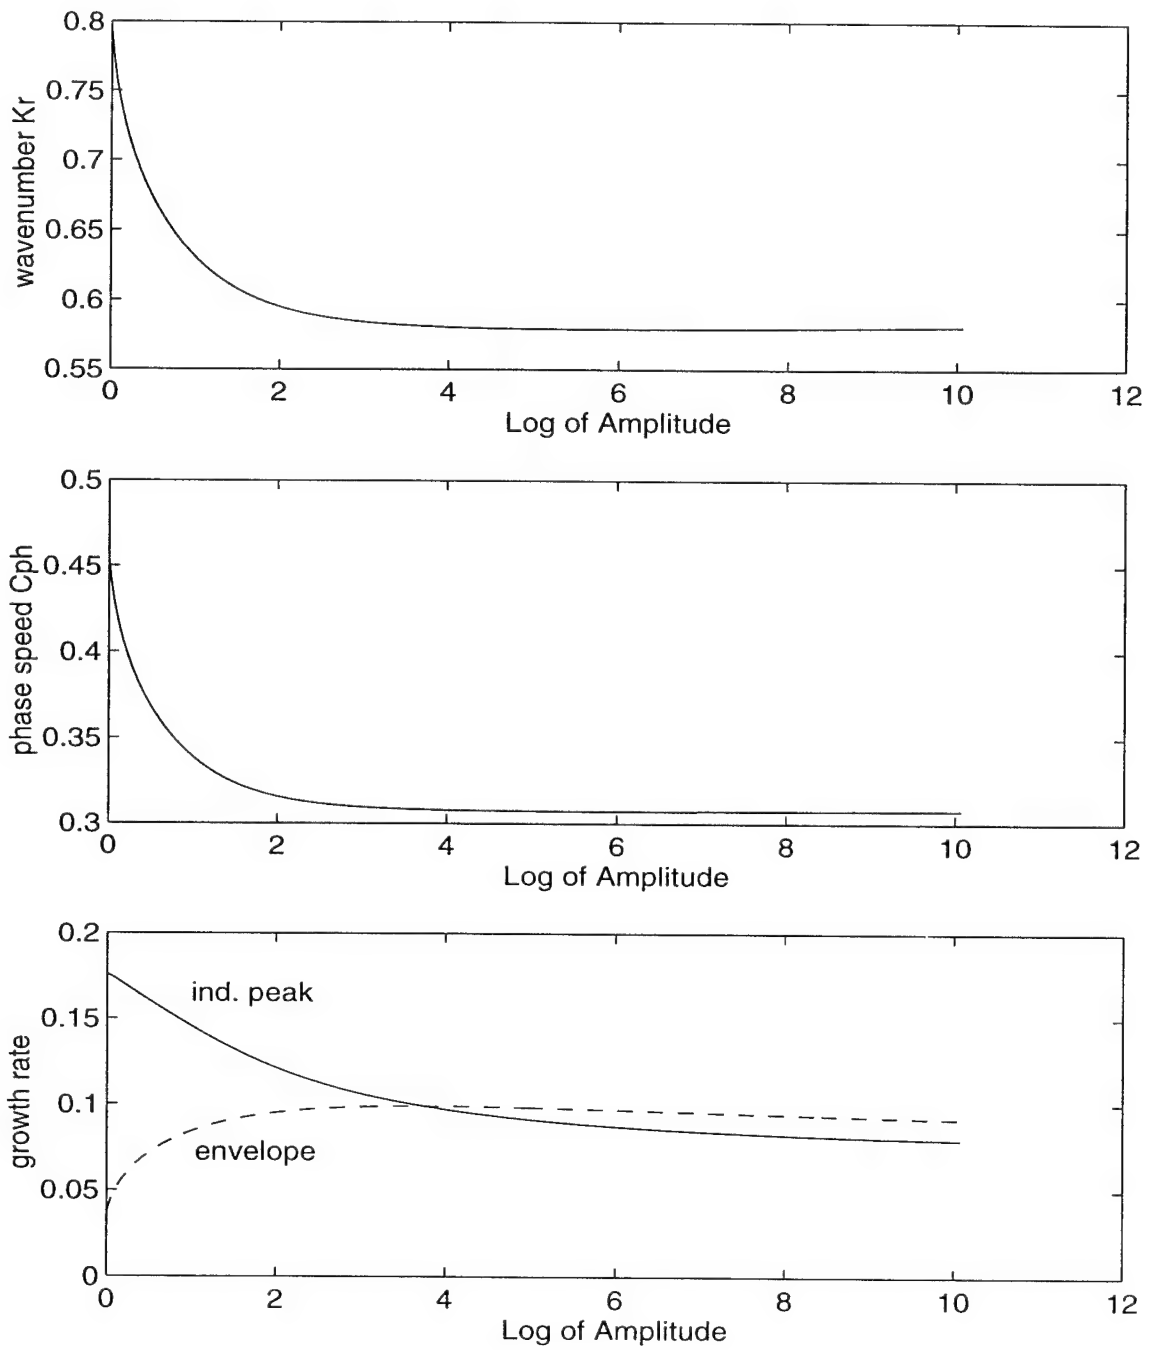 0.8
0.75
0.7
0.65
0.6
0.55
wavenumber Kr
0 2 4 6 8 10 12
Log of Amplitude
0.5
0.45
0.4
0.35
0.3
phase speed Cph
0 2 4 6 8 10 12
Log of Amplitude
0.2
0.15
0.1
0.05
0
growth rate
ind. peak
envelope
0 2 4 6 8 10 12
Log of Amplitude